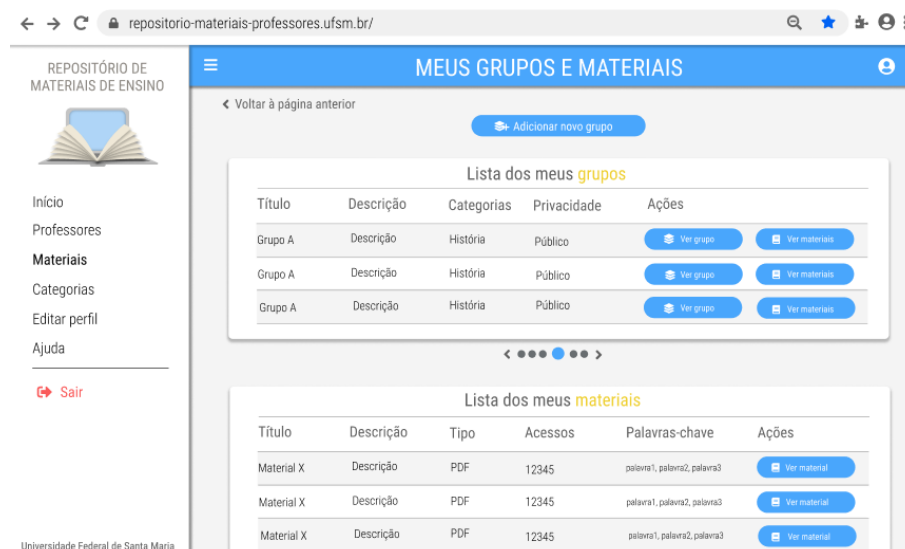 repositorio-materiais-professores.ufsm.br/
REPOSITÓRIO DE
MATERIAIS DE ENSINO
MEUS GRUPOS E MATERIAIS
Início
Professores
Materiais
Categorias
Editar perfil
Ajuda
Sair
Universidade Federal de Santa Maria
Voltar à página anterior
Adicionar novo grupo
Lista dos meus grupos
Título Descrição Categorias Privacidade Ações
Grupo A Descrição História Público Ver grupo Ver materiais
Grupo A Descrição História Público Ver grupo Ver materiais
Grupo A Descrição História Público Ver grupo Ver materiais
Lista dos meus materiais
Título Descrição Tipo Acessos Palavras-chave Ações
Material X Descrição PDF 12345 palavra1, palavra2, palavra3 Ver material
Material X Descrição PDF 12345 palavra1, palavra2, palavra3 Ver material
Material X Descrição PDF 12345 palavra1, palavra2, palavra3 Ver material